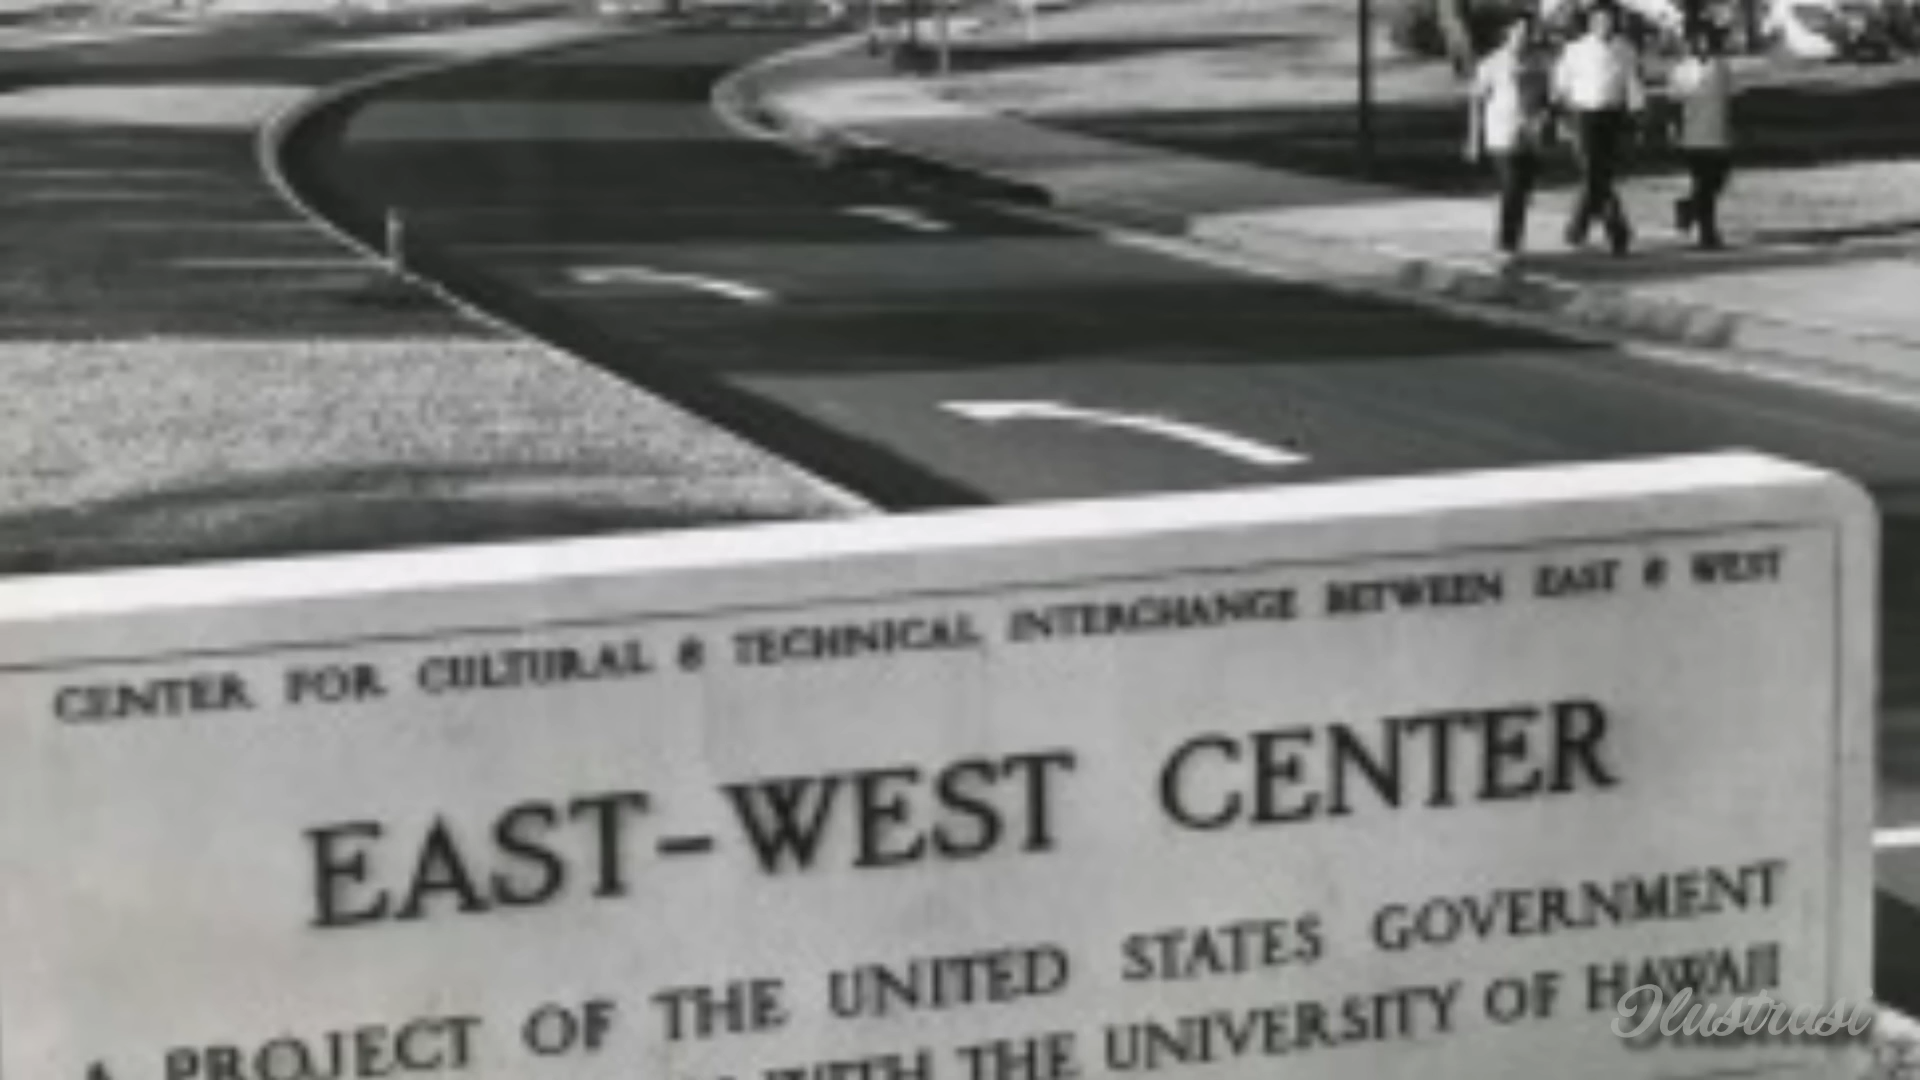 CENTER FOR CULTURAL & TECHNICAL INTERCHANGE BETWEEN EAST & WEST
EAST-WEST CENTER
A PROJECT OF THE UNITED STATES GOVERNMENT
WITH THE UNIVERSITY OF HAWAII
Ilustrast